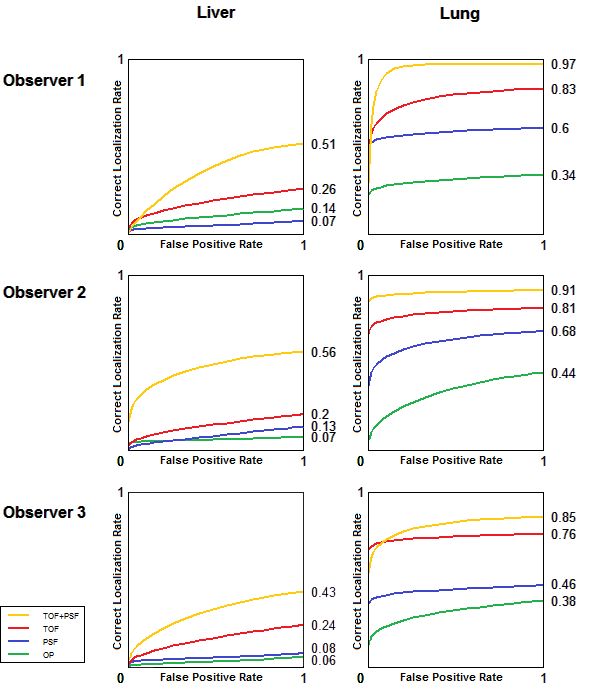 Liver Lung
Observer 1
1
Correct Localization Rate
0.51
0.26
0.14
0.07
0 False Positive Rate 1
1
Correct Localization Rate
0.97
0.83
0.6
0.34
0 False Positive Rate 1
Observer 2
1
Correct Localization Rate
0.56
0.2
0.13
0.07
0 False Positive Rate 1
1
Correct Localization Rate
0.91
0.81
0.68
0.44
0 False Positive Rate 1
Observer 3
1
Correct Localization Rate
0.43
0.24
0.08
0.06
0 False Positive Rate 1
1
Correct Localization Rate
0.85
0.76
0.46
0.38
0 False Positive Rate 1
TOF+PSF
TOF
PSF
OP